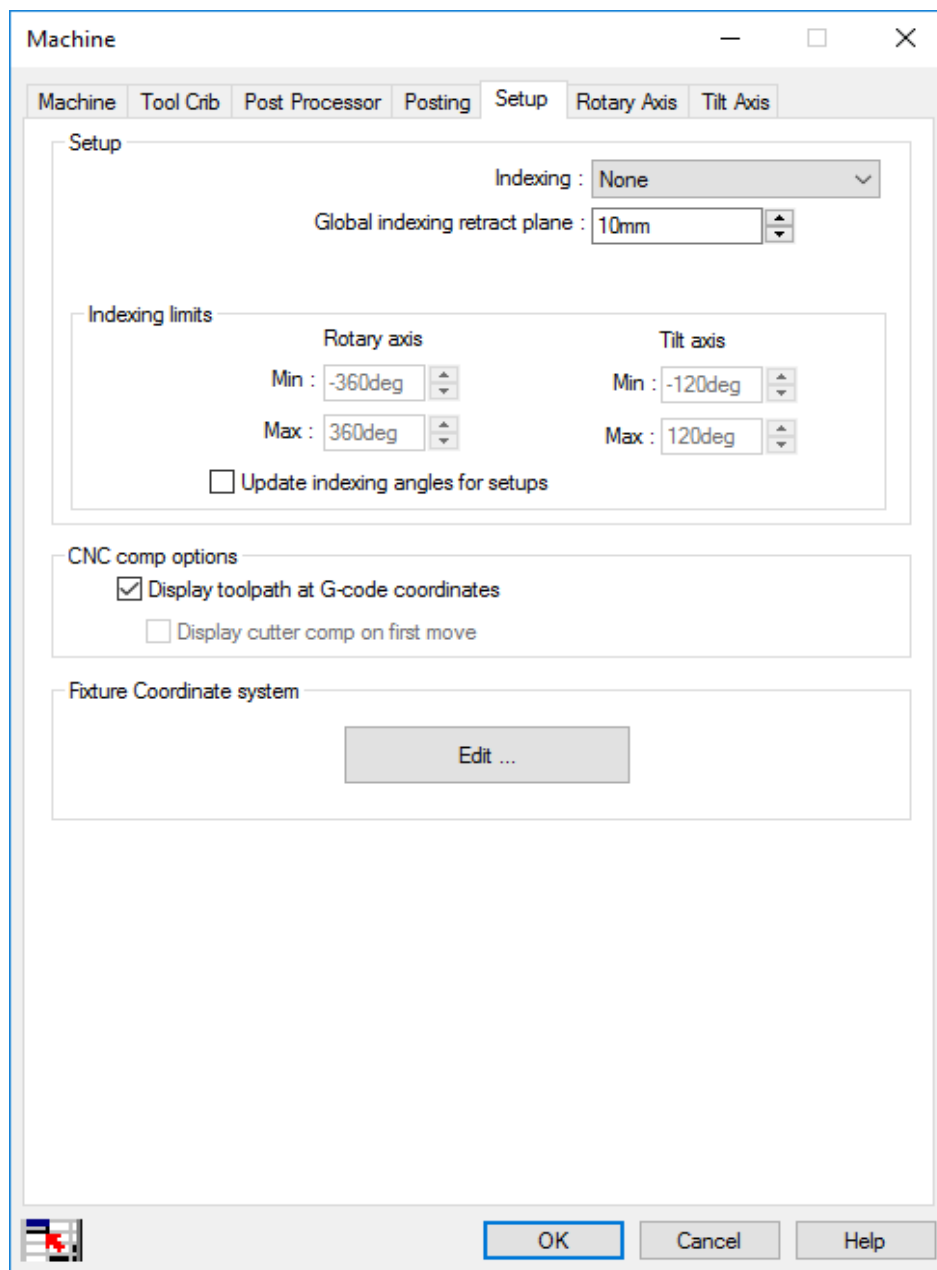 Machine
Machine Tool Crib Post Processor Posting Setup Rotary Axis Tilt Axis
Setup
Indexing : None
Global indexing retract plane : 10mm
Indexing limits
Rotary axis Tilt axis
Min : -360deg Min : -120deg
Max : 360deg Max : 120deg
Update indexing angles for setups
CNC comp options
Display toolpath at G-code coordinates
Display cutter comp on first move
Fixture Coordinate system
Edit ...
OK Cancel Help